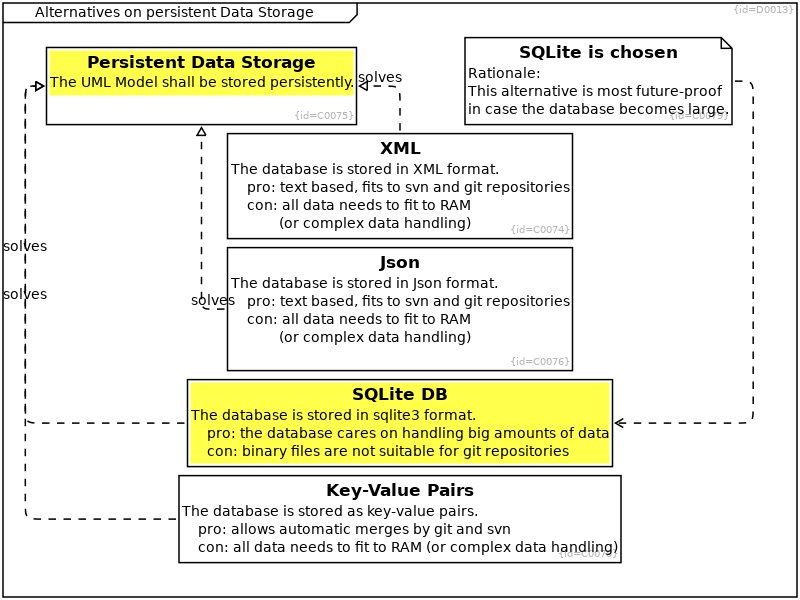 Alternatives on persistent Data Storage
{id=D0013}
Persistent Data Storage
The UML Model shall be stored persistently.
{id=C0075}
solves
SQLite is chosen
Rationale:
This alternative is most future-proof
in case the database becomes large.
XML
The database is stored in XML format.
pro: text based, fits to svn and git repositories
con: all data needs to fit to RAM
(or complex data handling)
{id=C0074}
Json
The database is stored in Json format.
pro: text based, fits to svn and git repositories
con: all data needs to fit to RAM
(or complex data handling)
{id=C0076}
solves
solves
solves
SQLite DB
The database is stored in sqlite3 format.
pro: the database cares on handling big amounts of data
con: binary files are not suitable for git repositories
Key-Value Pairs
The database is stored as key-value pairs.
pro: allows automatic merges by git and svn
con: all data needs to fit to RAM (or complex data handling)